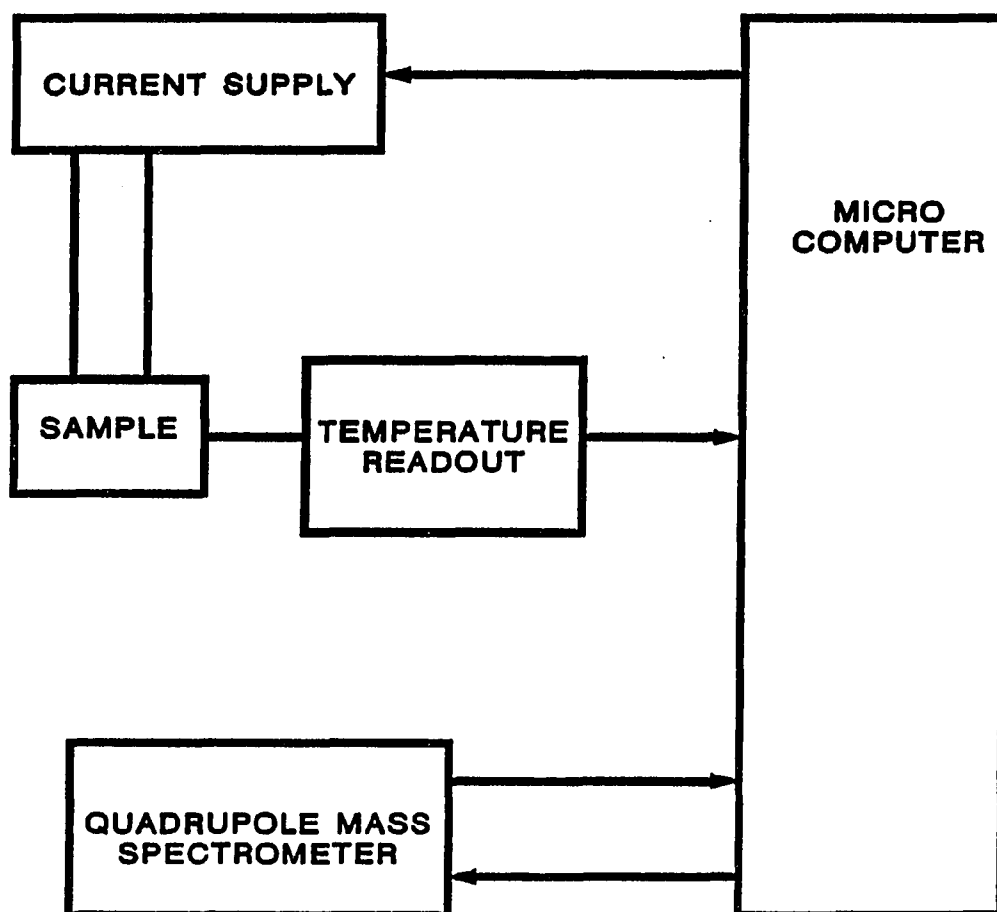 CURRENT SUPPLY
MICRO
COMPUTER
SAMPLE
TEMPERATURE
READOUT
QUADRUPOLE MASS
SPECTROMETER